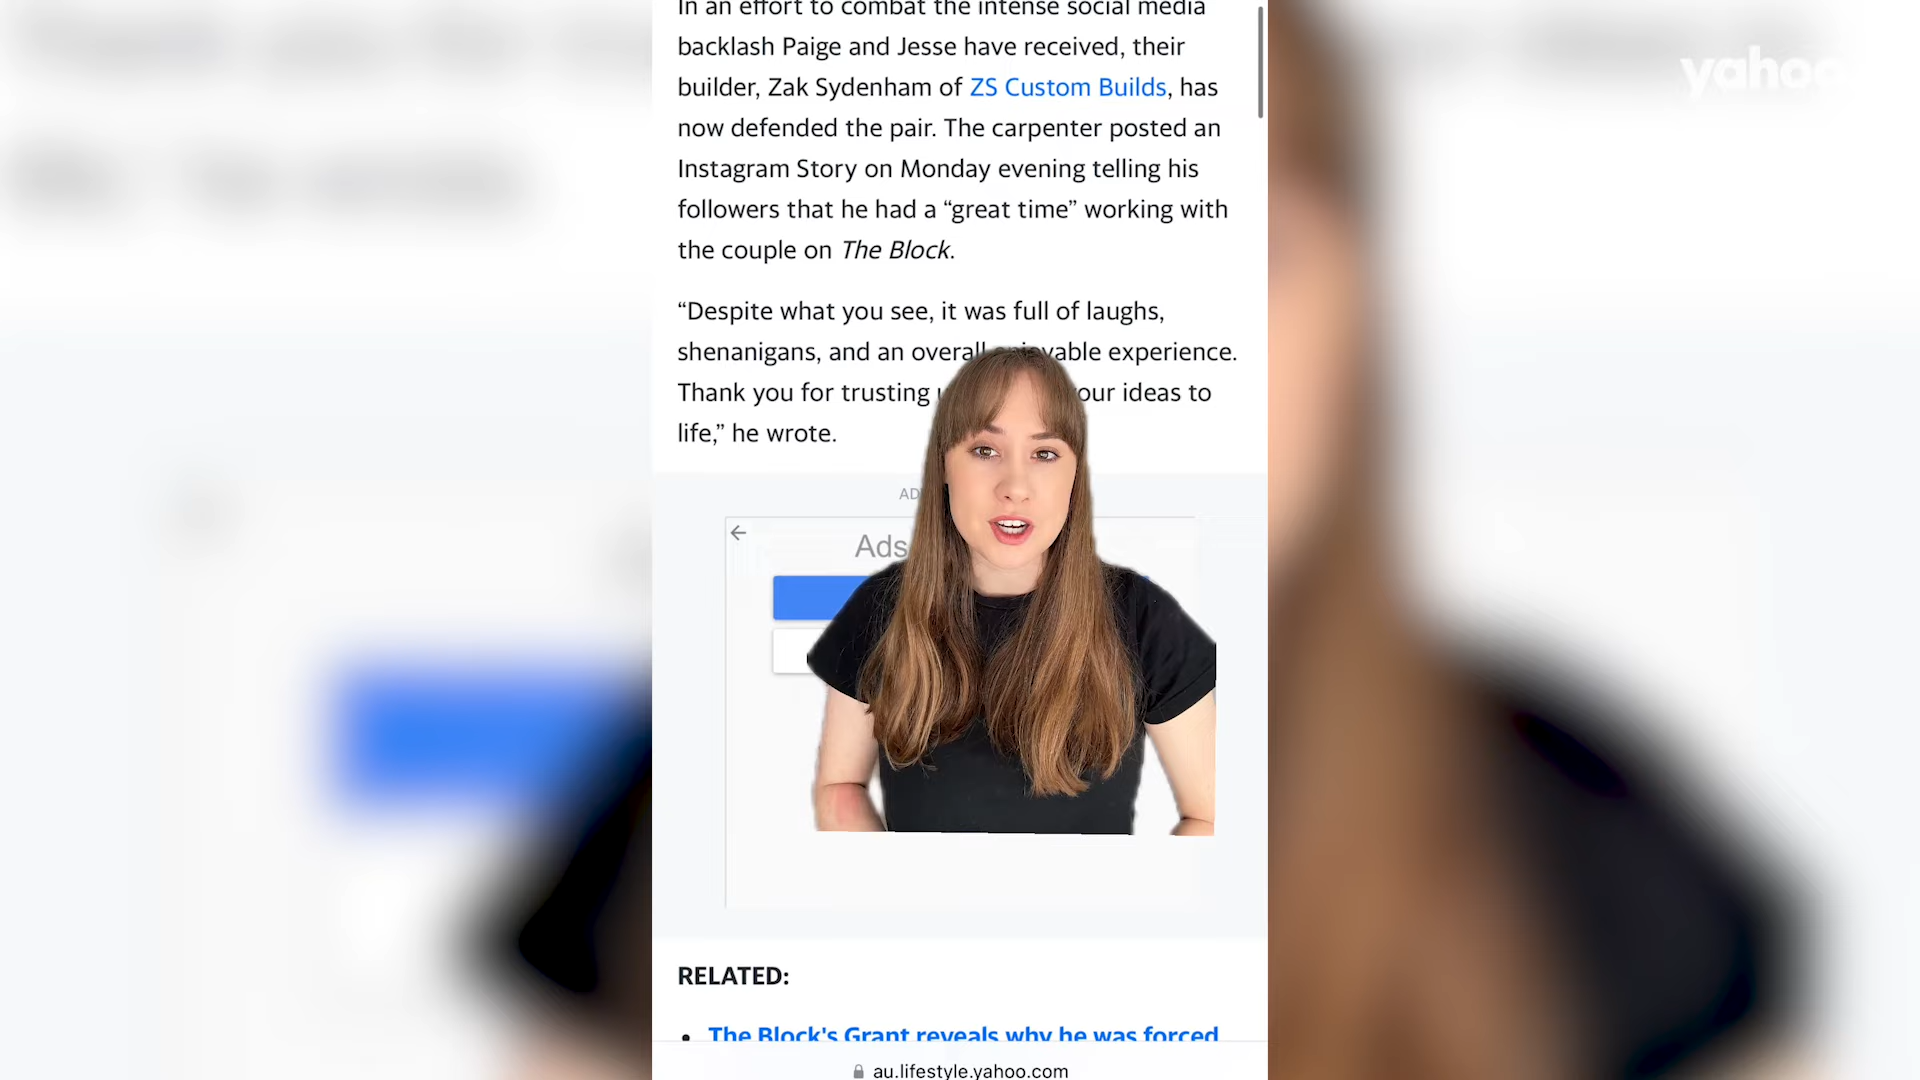 In an effort to combat the intense social media
yahoo
backlash Paige and Jesse have received, their
builder, Zak Sydenham of ZS Custom Builds, has
now defended the pair. The carpenter posted an
Instagram Story on Monday evening telling his
followers that he had a “great time” working with
the couple on The Block.
“Despite what you see, it was full of laughs,
shenanigans, and an overall experience.
Thank you for trusting your ideas to
life,” he wrote.
Ads
RELATED:
• The Block's Grant reveals why he was forced
au.lifestyle.yahoo.com